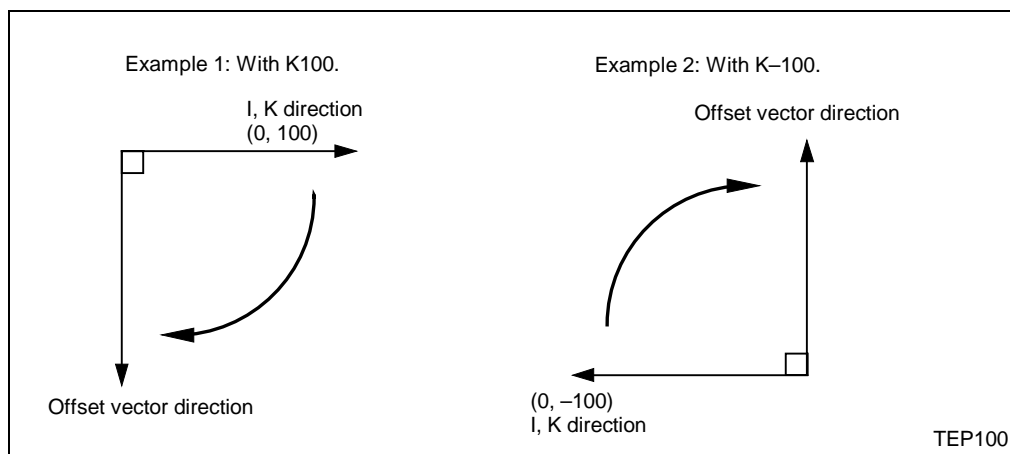 Example 1: With K100.
I, K direction
(0, 100)
Offset vector direction
Example 2: With K–100.
Offset vector direction
(0, –100)
I, K direction
TEP100